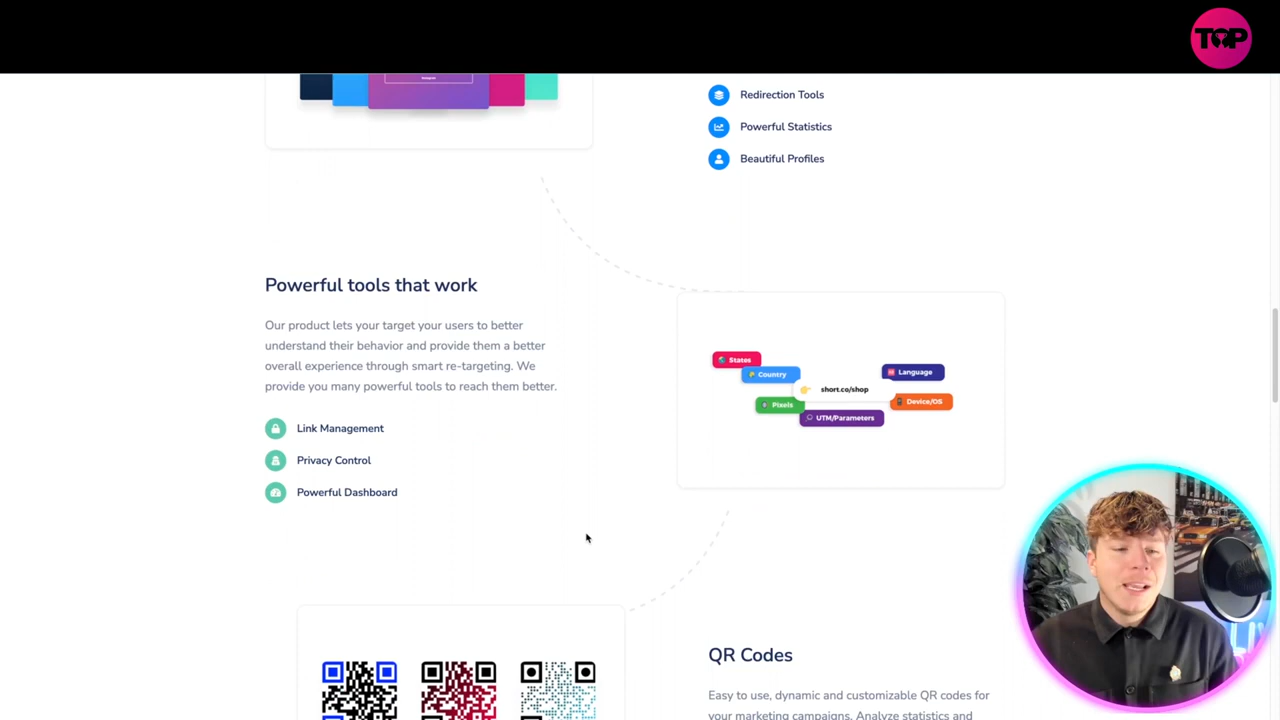 TOP
Instagram
Redirection Tools
Powerful Statistics
Beautiful Profiles
Powerful tools that work
Our product lets your target your users to better
understand their behavior and provide them a better
overall experience through smart re-targeting. We
provide you many powerful tools to reach them better.
Link Management
Privacy Control
Powerful Dashboard
States
Country
Language
short.co/shop
Pixels
Device/OS
UTM/Parameters
QR Codes
Easy to use, dynamic and customizable QR codes for
your marketing campaigns. Analyze statistics and